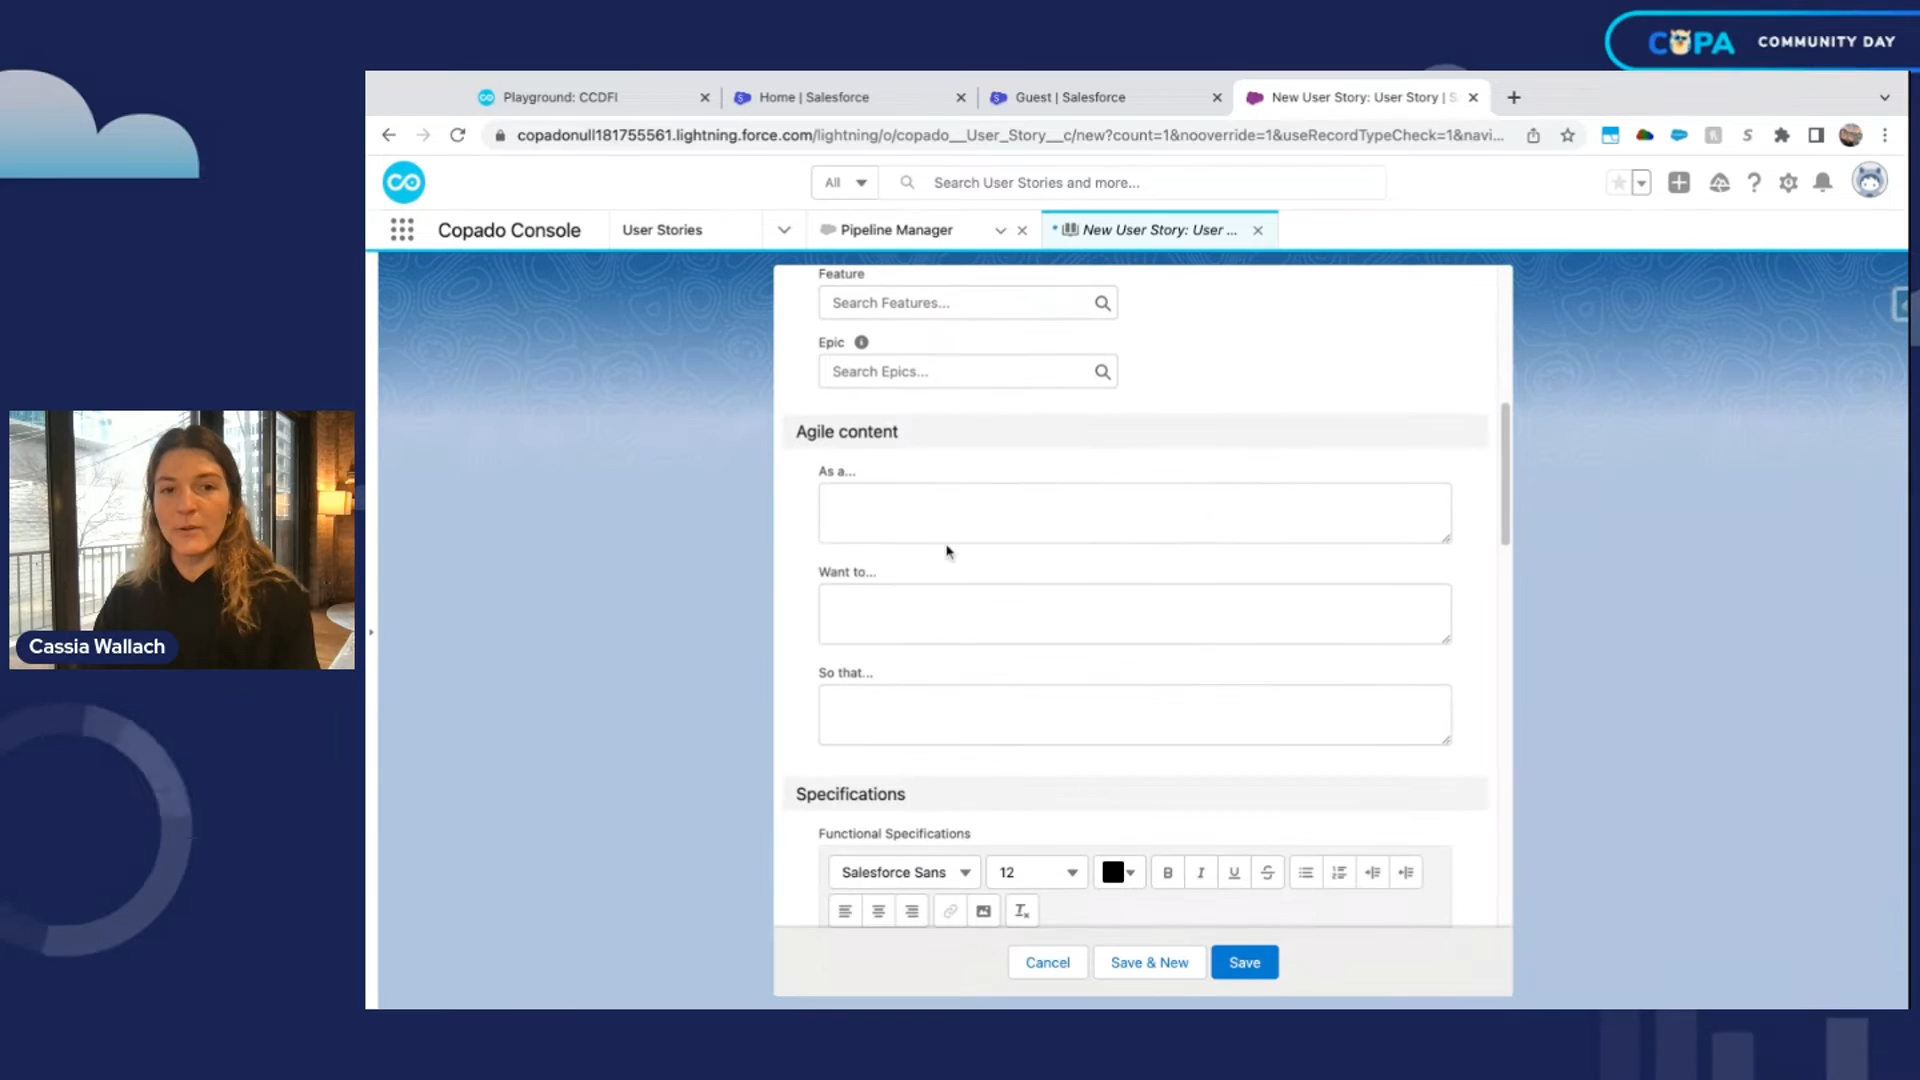 COPA COMMUNITY DAY
Playground: CCDFI
Home | Salesforce
Guest | Salesforce
New User Story: User Story | S
copadonull181755561.lightning.force.com/lightning/o/copado__User_Story__c/new?count=1&nooverride=1&useRecordTypeCheck=1&navi...
All
Search User Stories and more...
Copado Console
User Stories
Pipeline Manager
* New User Story: User ...
Feature
Search Features...
Epic
Search Epics...
Agile content
As a...
Want to...
So that...
Specifications
Functional Specifications
Salesforce Sans
12
B I U S
Cancel
Save & New
Save
Cassia Wallach